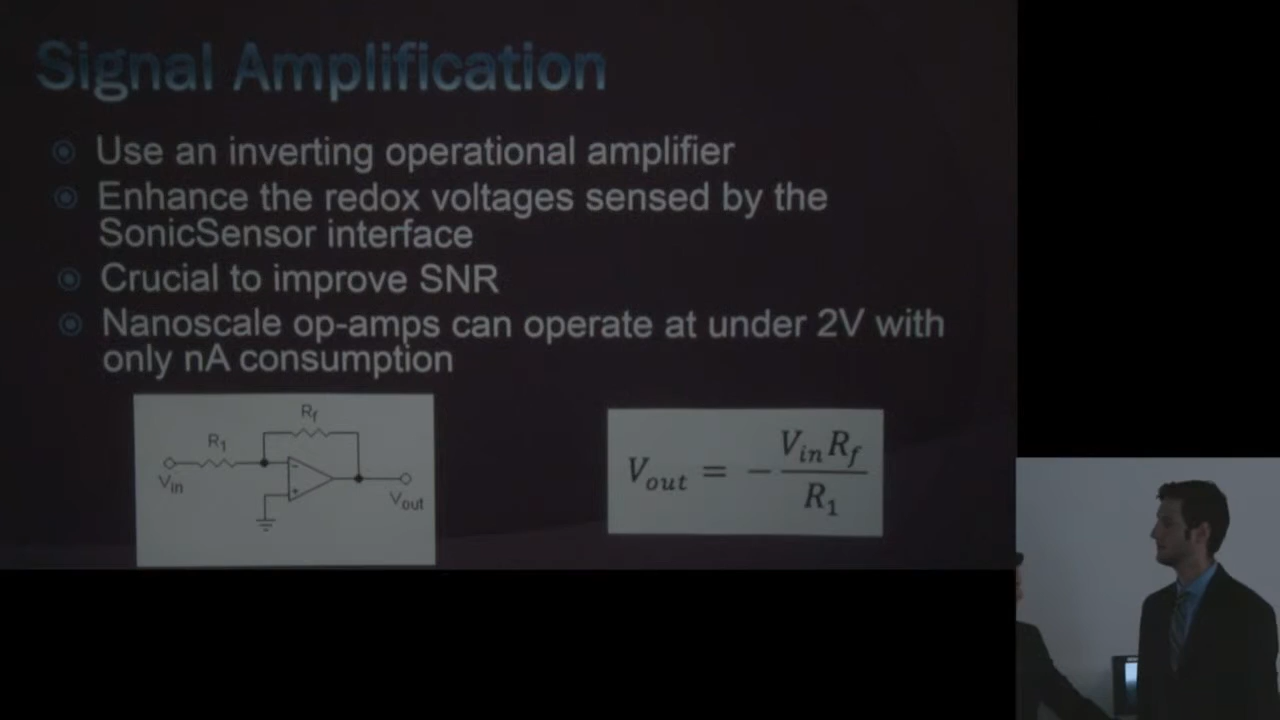 Signal Amplification
Use an inverting operational amplifier
Enhance the redox voltages sensed by the
SonicSensor interface
Crucial to improve SNR
Nanoscale op-amps can operate at under 2V with
only nA consumption
Rf
R1
Vin
Vout
Vout = - Vin Rf / R1